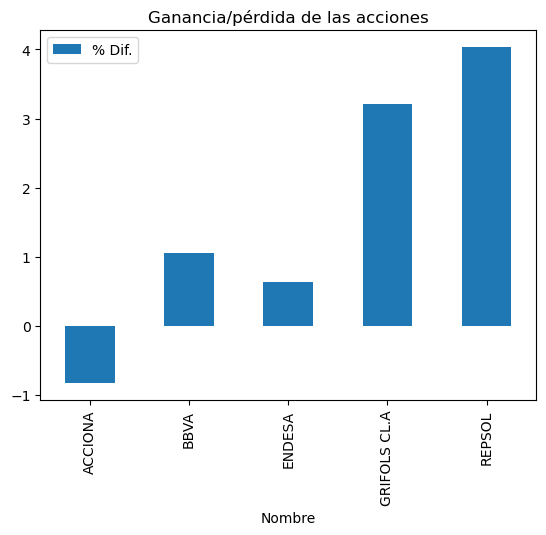 Ganancia/pérdida de las acciones
% Dif.
4
3
2
1
0
−1
ACCIONA
BBVA
ENDESA
GRIFOLS CL.A
REPSOL
Nombre